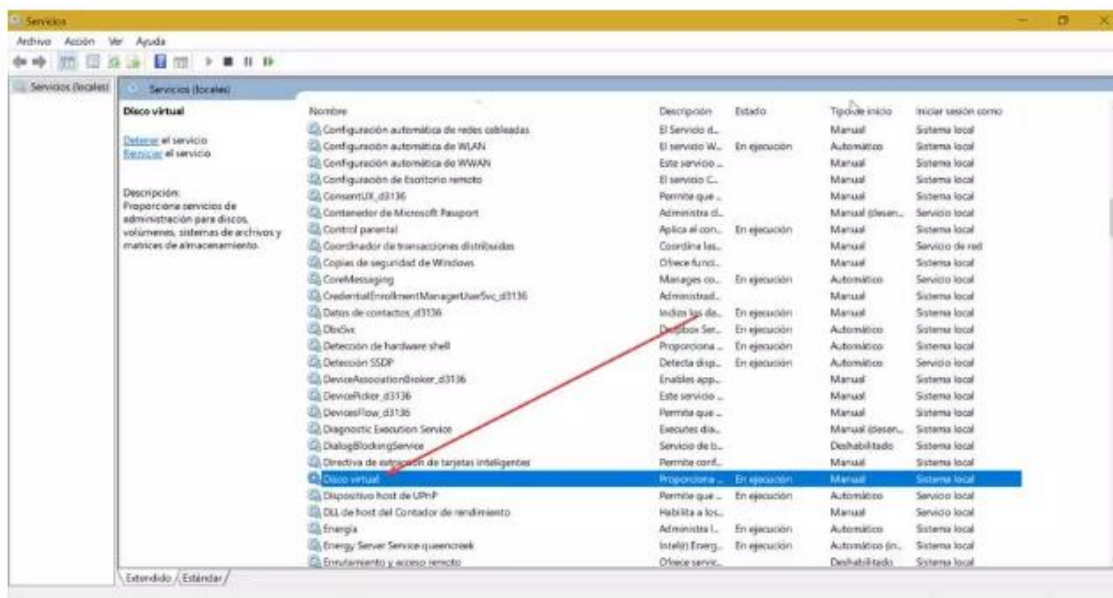 Servicios
Archivo Acción Ver Ayuda
Servicios (locales) Servicios (locales)
Disco virtual
Detener el servicio
Reiniciar el servicio
Descripción:
Proporciona servicios de
administración para discos,
volúmenes, sistemas de archivos y
matrices de almacenamiento.
Nombre Descripción Estado Tipo de inicio Iniciar sesión como
Configuración automática de redes cableadas El Servicio d... Manual Sistema local
Configuración automática de WLAN El servicio W... En ejecución Automático Sistema local
Configuración automática de WWAN Este servicio ... Manual Sistema local
Configuración de Escritorio remoto El servicio C... Manual Sistema local
ConsentUX_d3136 Permite que ... Manual Sistema local
Contenedor de Microsoft Passport Administra cl... Manual (desen... Servicio local
Control parental Aplica el con... En ejecución Manual Sistema local
Coordinador de transacciones distribuidas Coordina las... Manual Servicio de red
Copias de seguridad de Windows Ofrece funci... Manual Sistema local
CoreMessaging Manages co... En ejecución Automático Servicio local
CredentialEnrollmentManagerUserSvc_d3136 Administrad... Manual Sistema local
Datos de contactos_d3136 Indiza los da... En ejecución Manual Sistema local
DbxSvc Dropbox Ser... En ejecución Automático Sistema local
Detección de hardware shell Proporciona ... En ejecución Automático Sistema local
Detección SSDP Detecta disp... En ejecución Automático Servicio local
DeviceAssociationBroker_d3136 Enables app... Manual Sistema local
DevicePicker_d3136 Este servicio ... Manual Sistema local
DevicesFlow_d3136 Permite que ... Manual Sistema local
Diagnostic Execution Service Executes dia... Manual (desen... Sistema local
DialogBlockingService Servicio de b... Deshabilitado Sistema local
Directiva de extracción de tarjetas inteligentes Permite conf... Manual Sistema local
Disco virtual Proporciona ... En ejecución Manual Sistema local
Dispositivo host de UPnP Permite que ... En ejecución Automático Servicio local
DLL de host del Contador de rendimiento Habilita a los... Manual Servicio local
Energía Administra l... En ejecución Automático Sistema local
Energy Server Service queencreek Intel(r) Energ... En ejecución Automático (in... Sistema local
Enrutamiento y acceso remoto Ofrece servic... Deshabilitado Sistema local
Extendido Estándar